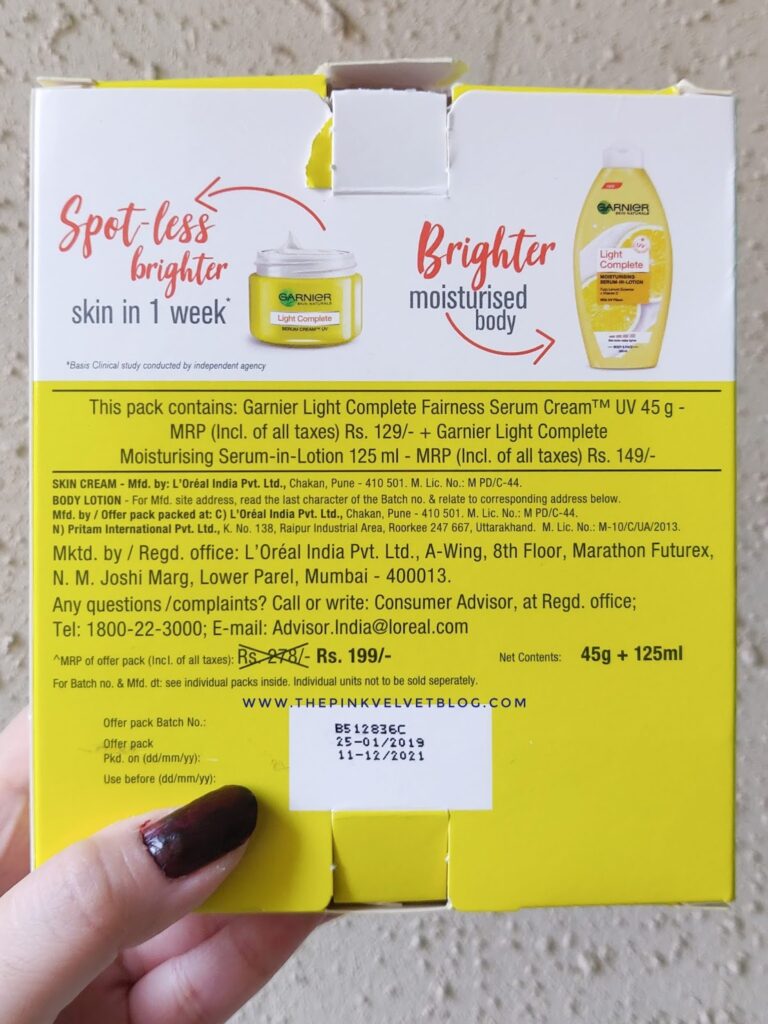 Spot-less
brighter
skin in 1 week*
GARNIER
SKIN NATURALS
Light Complete
SERUM CREAM™ UV
*Basis Clinical study conducted by independent agency
Brighter
moisturised
body
GARNIER
SKIN NATURALS
Light
Complete
UV
MOISTURISING
SERUM-IN-LOTION
This pack contains: Garnier Light Complete Fairness Serum Cream™ UV 45 g -
MRP (Incl. of all taxes) Rs. 129/- + Garnier Light Complete
Moisturising Serum-in-Lotion 125 ml - MRP (Incl. of all taxes) Rs. 149/-
SKIN CREAM - Mfd. by: L'Oréal India Pvt. Ltd., Chakan, Pune - 410 501. M. Lic. No.: M PD/C-44.
BODY LOTION - For Mfd. site address, read the last character of the Batch no. & relate to corresponding address below.
Mfd. by / Offer pack packed at: C) L'Oréal India Pvt. Ltd., Chakan, Pune - 410 501. M. Lic. No.: M PD/C-44.
N) Pritam International Pvt. Ltd., K. No. 138, Raipur Industrial Area, Roorkee 247 667, Uttarakhand. M. Lic. No.: M-10/C/UA/2013.
Mktd. by / Regd. office: L'Oréal India Pvt. Ltd., A-Wing, 8th Floor, Marathon Futurex,
N. M. Joshi Marg, Lower Parel, Mumbai - 400013.
Any questions /complaints? Call or write: Consumer Advisor, at Regd. office;
Tel: 1800-22-3000; E-mail: Advisor.India@loreal.com
^MRP of offer pack (Incl. of all taxes): Rs. 278/- Rs. 199/- Net Contents: 45g + 125ml
For Batch no. & Mfd. dt: see individual packs inside. Individual units not to be sold seperately.
WWW.THEPINKVELVETBLOG.COM
Offer pack Batch No.: B512836C
Offer pack
Pkd. on (dd/mm/yy): 25-01/2019
Use before (dd/mm/yy): 11-12/2021